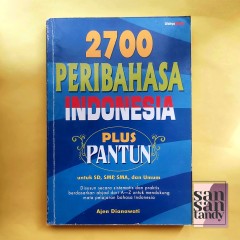 2700
PERIBAHASA
INDONESIA
PLUS
PANTUN
untuk SD, SMP, SMA, dan Umum
Disusun secara sistematis dan praktis
berdasarkan abjad dari A-Z untuk mendukung
mata pelajaran bahasa Indonesia
Ajen Dianawati
san
san
tandy